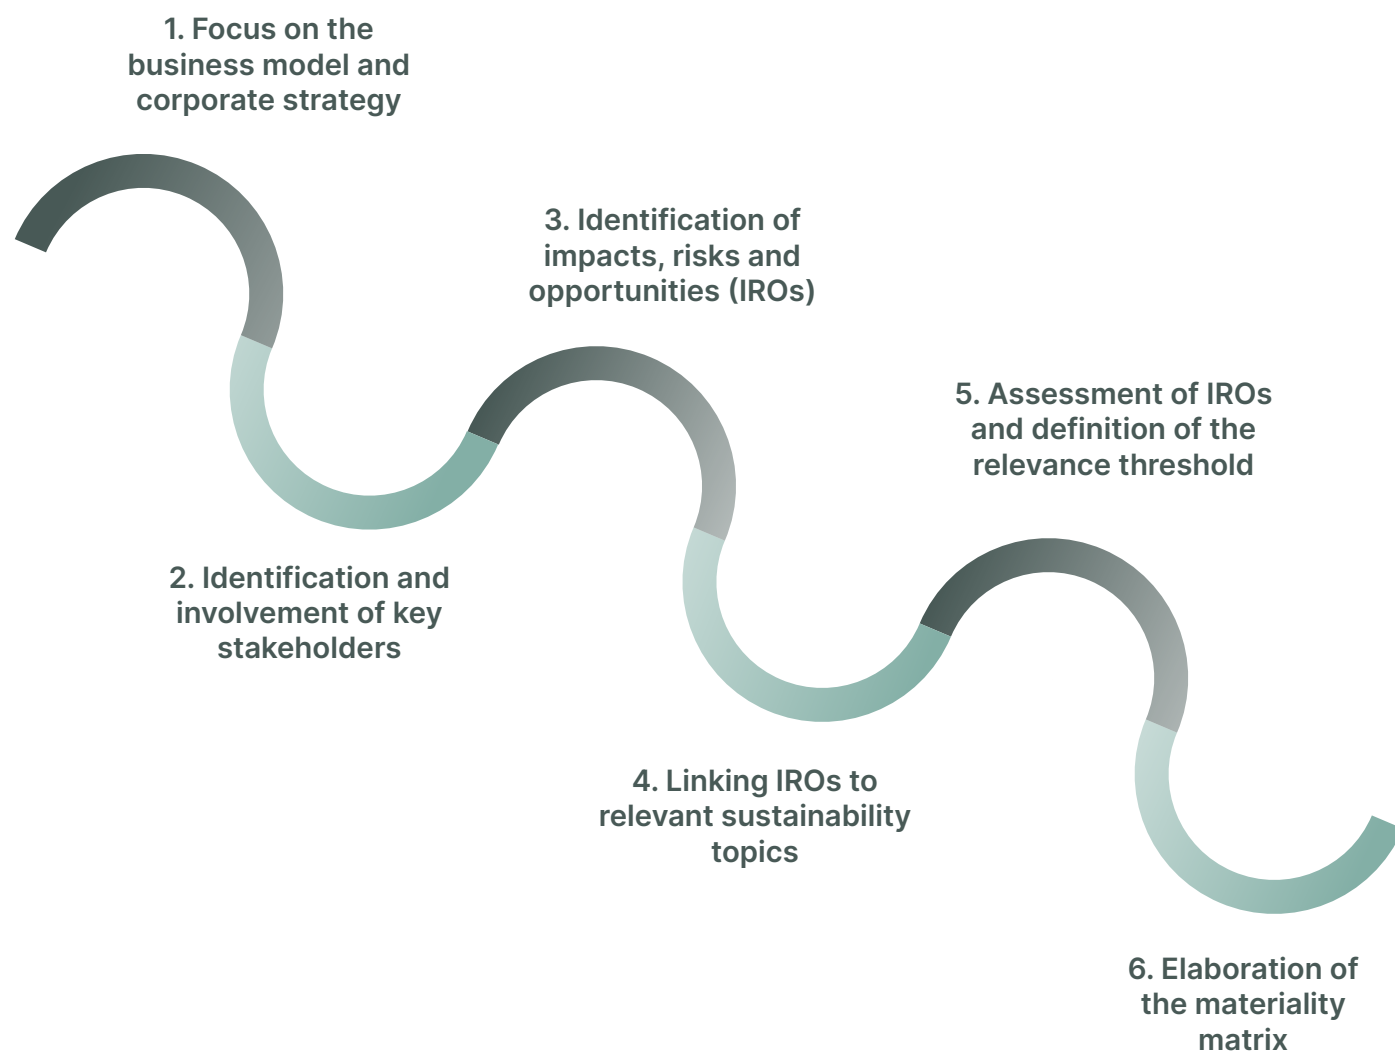 1. Focus on the
business model and
corporate strategy
2. Identification and
involvement of key
stakeholders
3. Identification of
impacts, risks and
opportunities (IROs)
4. Linking IROs to
relevant sustainability
topics
5. Assessment of IROs
and definition of the
relevance threshold
6. Elaboration of
the materiality
matrix